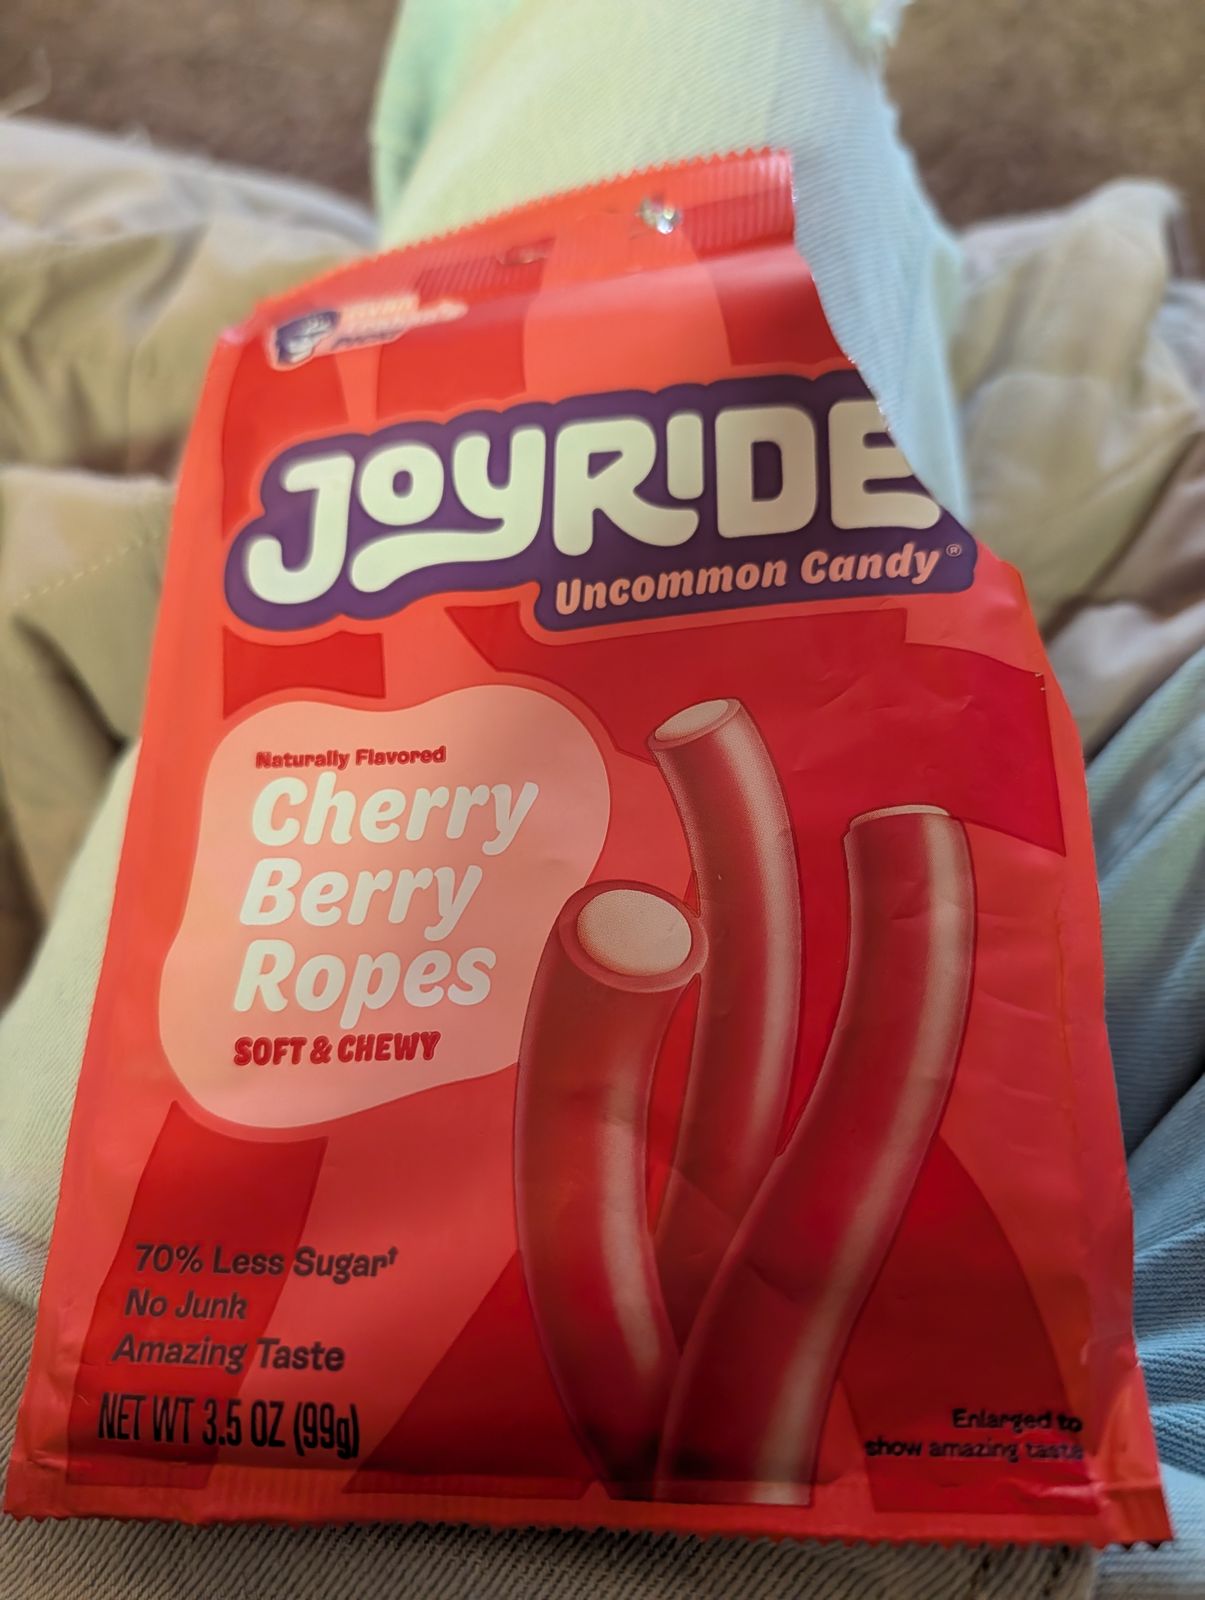 JOYRIDE
Uncommon Candy®
Naturally Flavored
Cherry
Berry
Ropes
SOFT & CHEWY
70% Less Sugar†
No Junk
Amazing Taste
NET WT 3.5 OZ (99g)
Enlarged to
show amazing taste